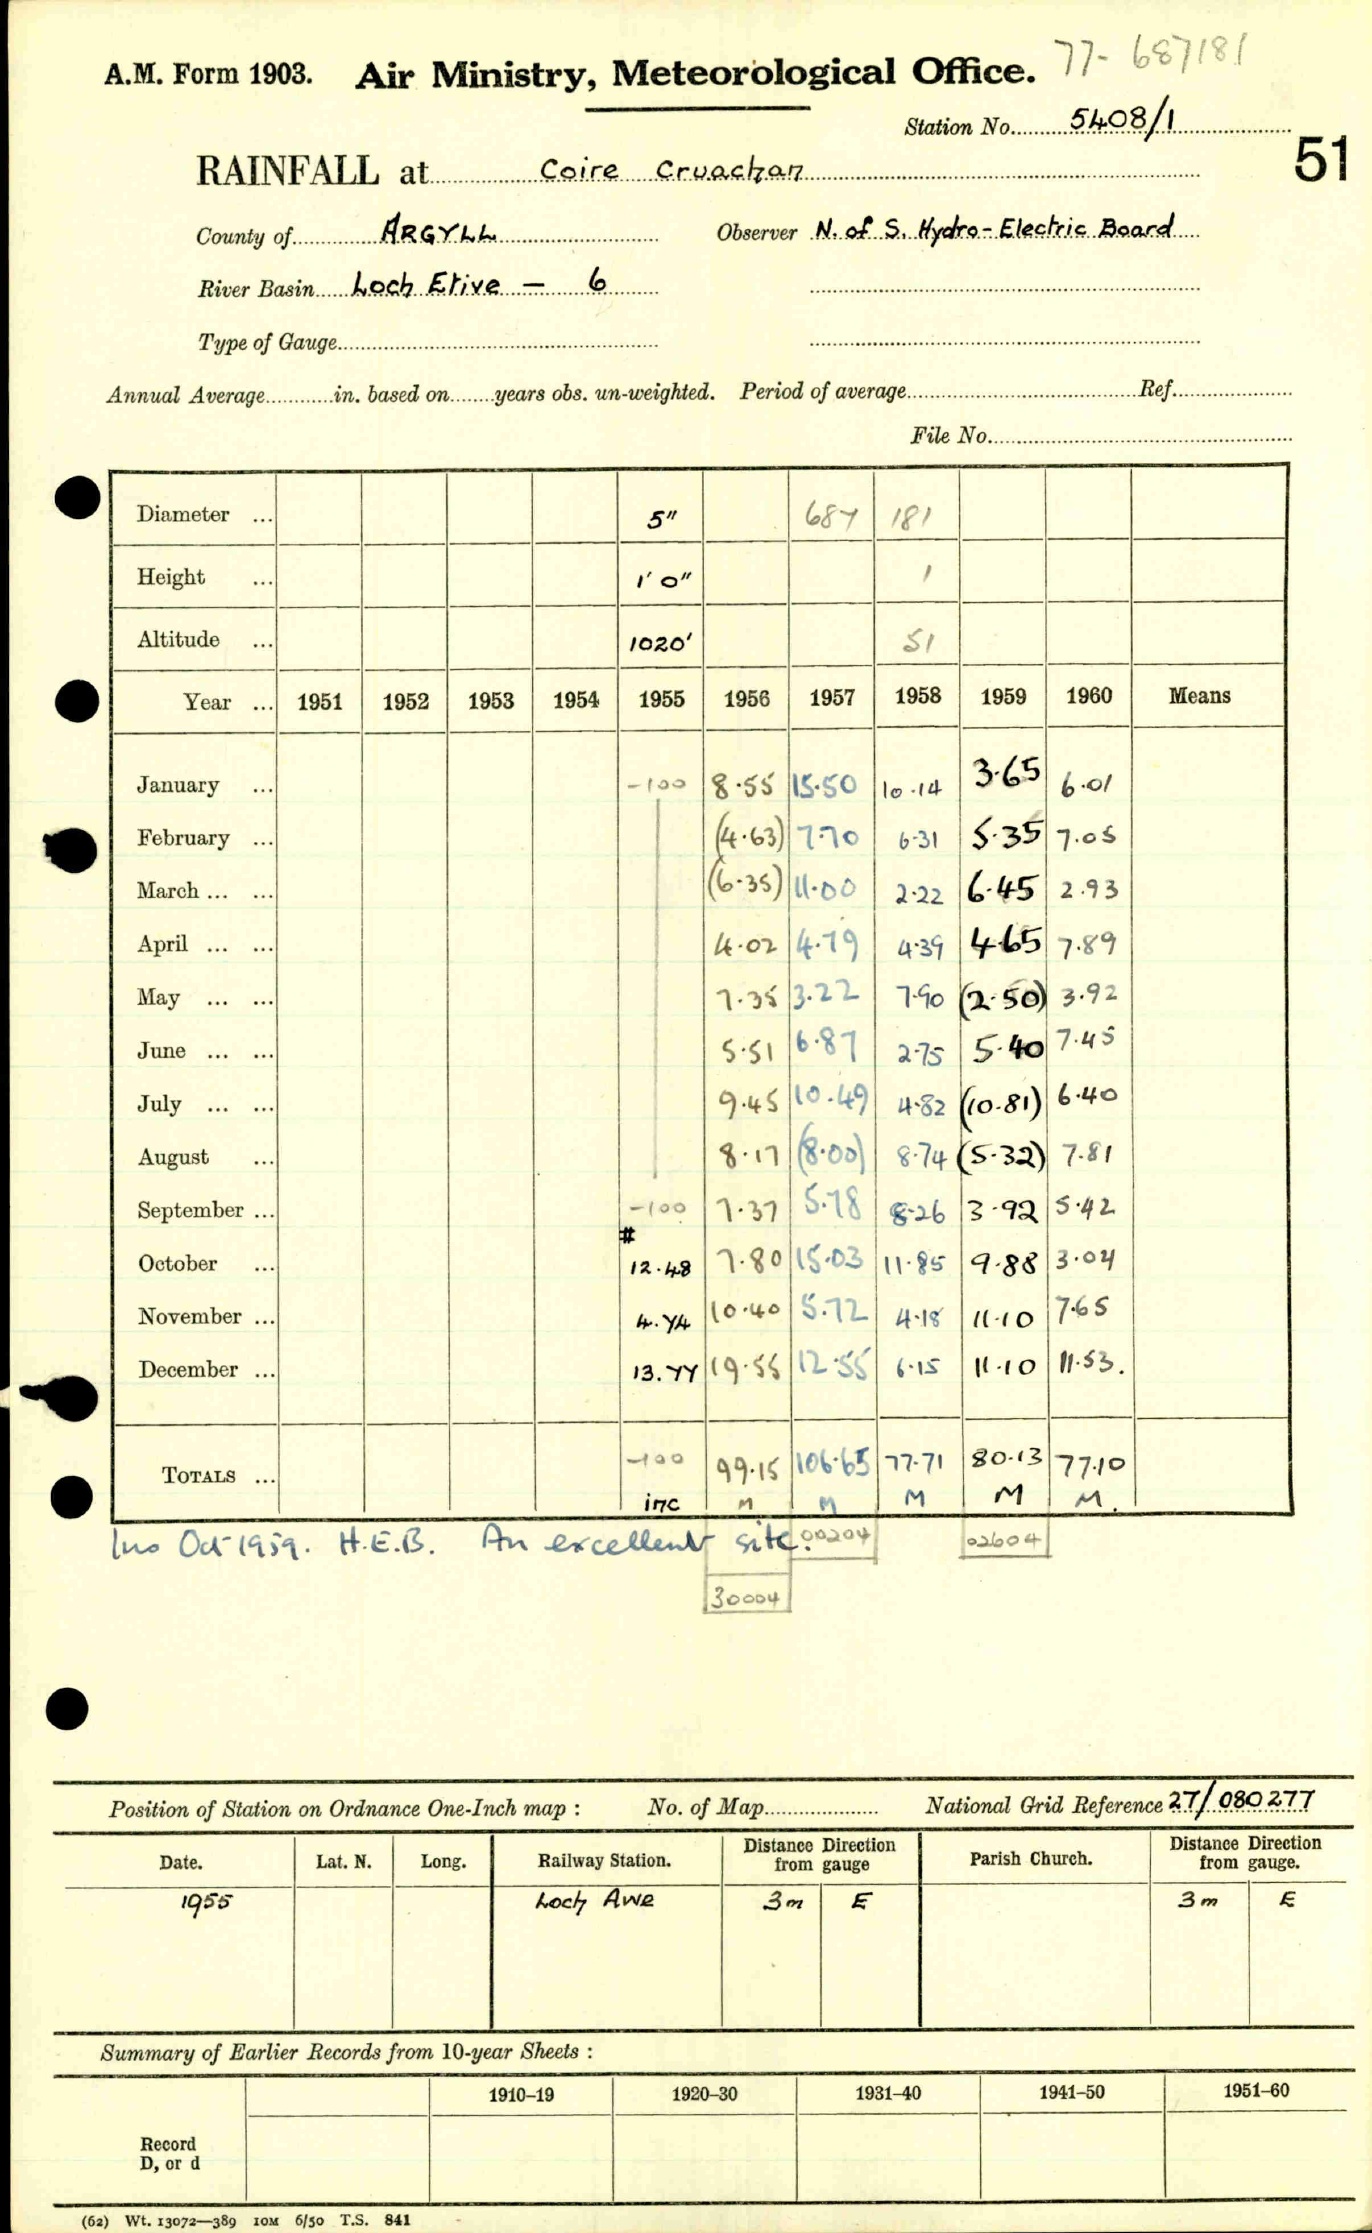 A.M. Form 1903. Air Ministry, Meteorological Office. 77- 687181
Station No. 5408/1
51
RAINFALL at Coire Cruachan
County of ARGYLL Observer N. of S. Hydro-Electric Board
River Basin Loch Etive - 6
Type of Gauge
Annual Average in. based on years obs. un-weighted. Period of average Ref.
File No.
Diameter ... 5" 687 181
Height ... 1' 0" 1
Altitude ... 1020' 51
Year ... 1951 1952 1953 1954 1955 1956 1957 1958 1959 1960 Means
January ... -100 8.55 15.50 10.14 3.65 6.01
February ... (4.63) 7.70 6.31 5.35 7.05
March ... ... (6.35) 11.00 2.22 6.45 2.93
April ... ... 4.02 4.79 4.39 4.65 7.89
May ... ... 7.35 3.22 7.90 (2.50) 3.92
June ... ... 5.51 6.87 2.75 5.40 7.45
July ... ... 9.45 10.49 4.82 (10.81) 6.40
August ... 8.17 (8.00) 8.74 (5.32) 7.81
September ... -100 7.37 5.78 8.26 3.92 5.42
#
October ... 12.48 7.80 15.03 11.85 9.88 3.04
November ... 4.74 10.40 5.72 4.18 11.10 7.65
December ... 13.77 19.55 12.55 6.15 11.10 11.53.
TOTALS ... -100 99.15 106.65 77.71 80.13 77.10
inc M M M M M.
Ins Oct 1959. H.E.B. An excellent site. 00204 02604
30004
Position of Station on Ordnance One-Inch map : No. of Map National Grid Reference 27/080277
Date. Lat. N. Long. Railway Station. Distance Direction from gauge Parish Church. Distance Direction from gauge.
1955 Loch Awe 3m E 3m E
Summary of Earlier Records from 10-year Sheets :
1910–19 1920–30 1931–40 1941–50 1951–60
Record
D, or d
(62) Wt. 13072—389 10M 6/50 T.S. 841